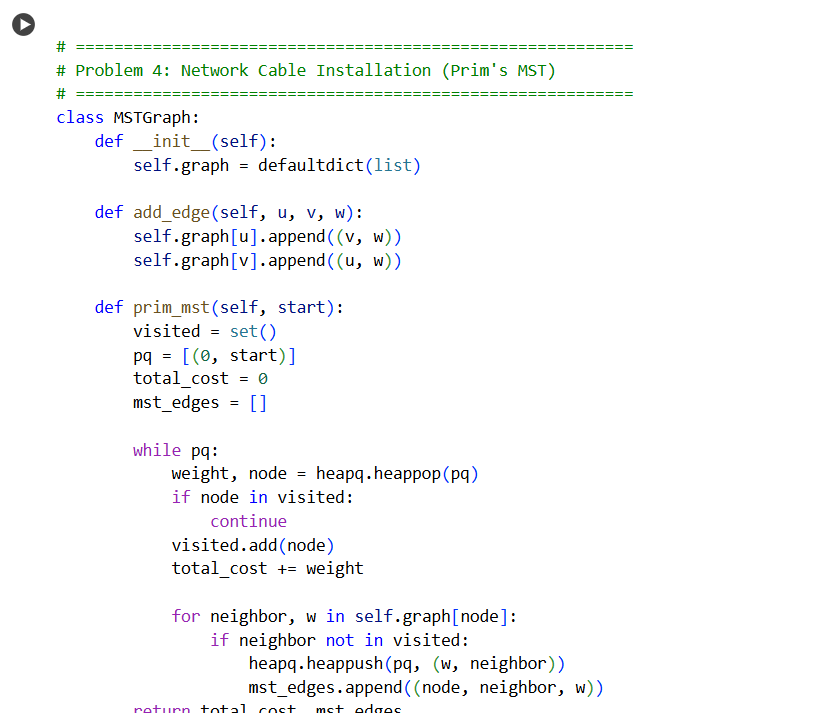 # ==========================================================
# Problem 4: Network Cable Installation (Prim's MST)
# ==========================================================
class MSTGraph:
    def __init__(self):
        self.graph = defaultdict(list)

    def add_edge(self, u, v, w):
        self.graph[u].append((v, w))
        self.graph[v].append((u, w))

    def prim_mst(self, start):
        visited = set()
        pq = [(0, start)]
        total_cost = 0
        mst_edges = []

        while pq:
            weight, node = heapq.heappop(pq)
            if node in visited:
                continue
            visited.add(node)
            total_cost += weight

            for neighbor, w in self.graph[node]:
                if neighbor not in visited:
                    heapq.heappush(pq, (w, neighbor))
                    mst_edges.append((node, neighbor, w))
        return total_cost, mst_edges